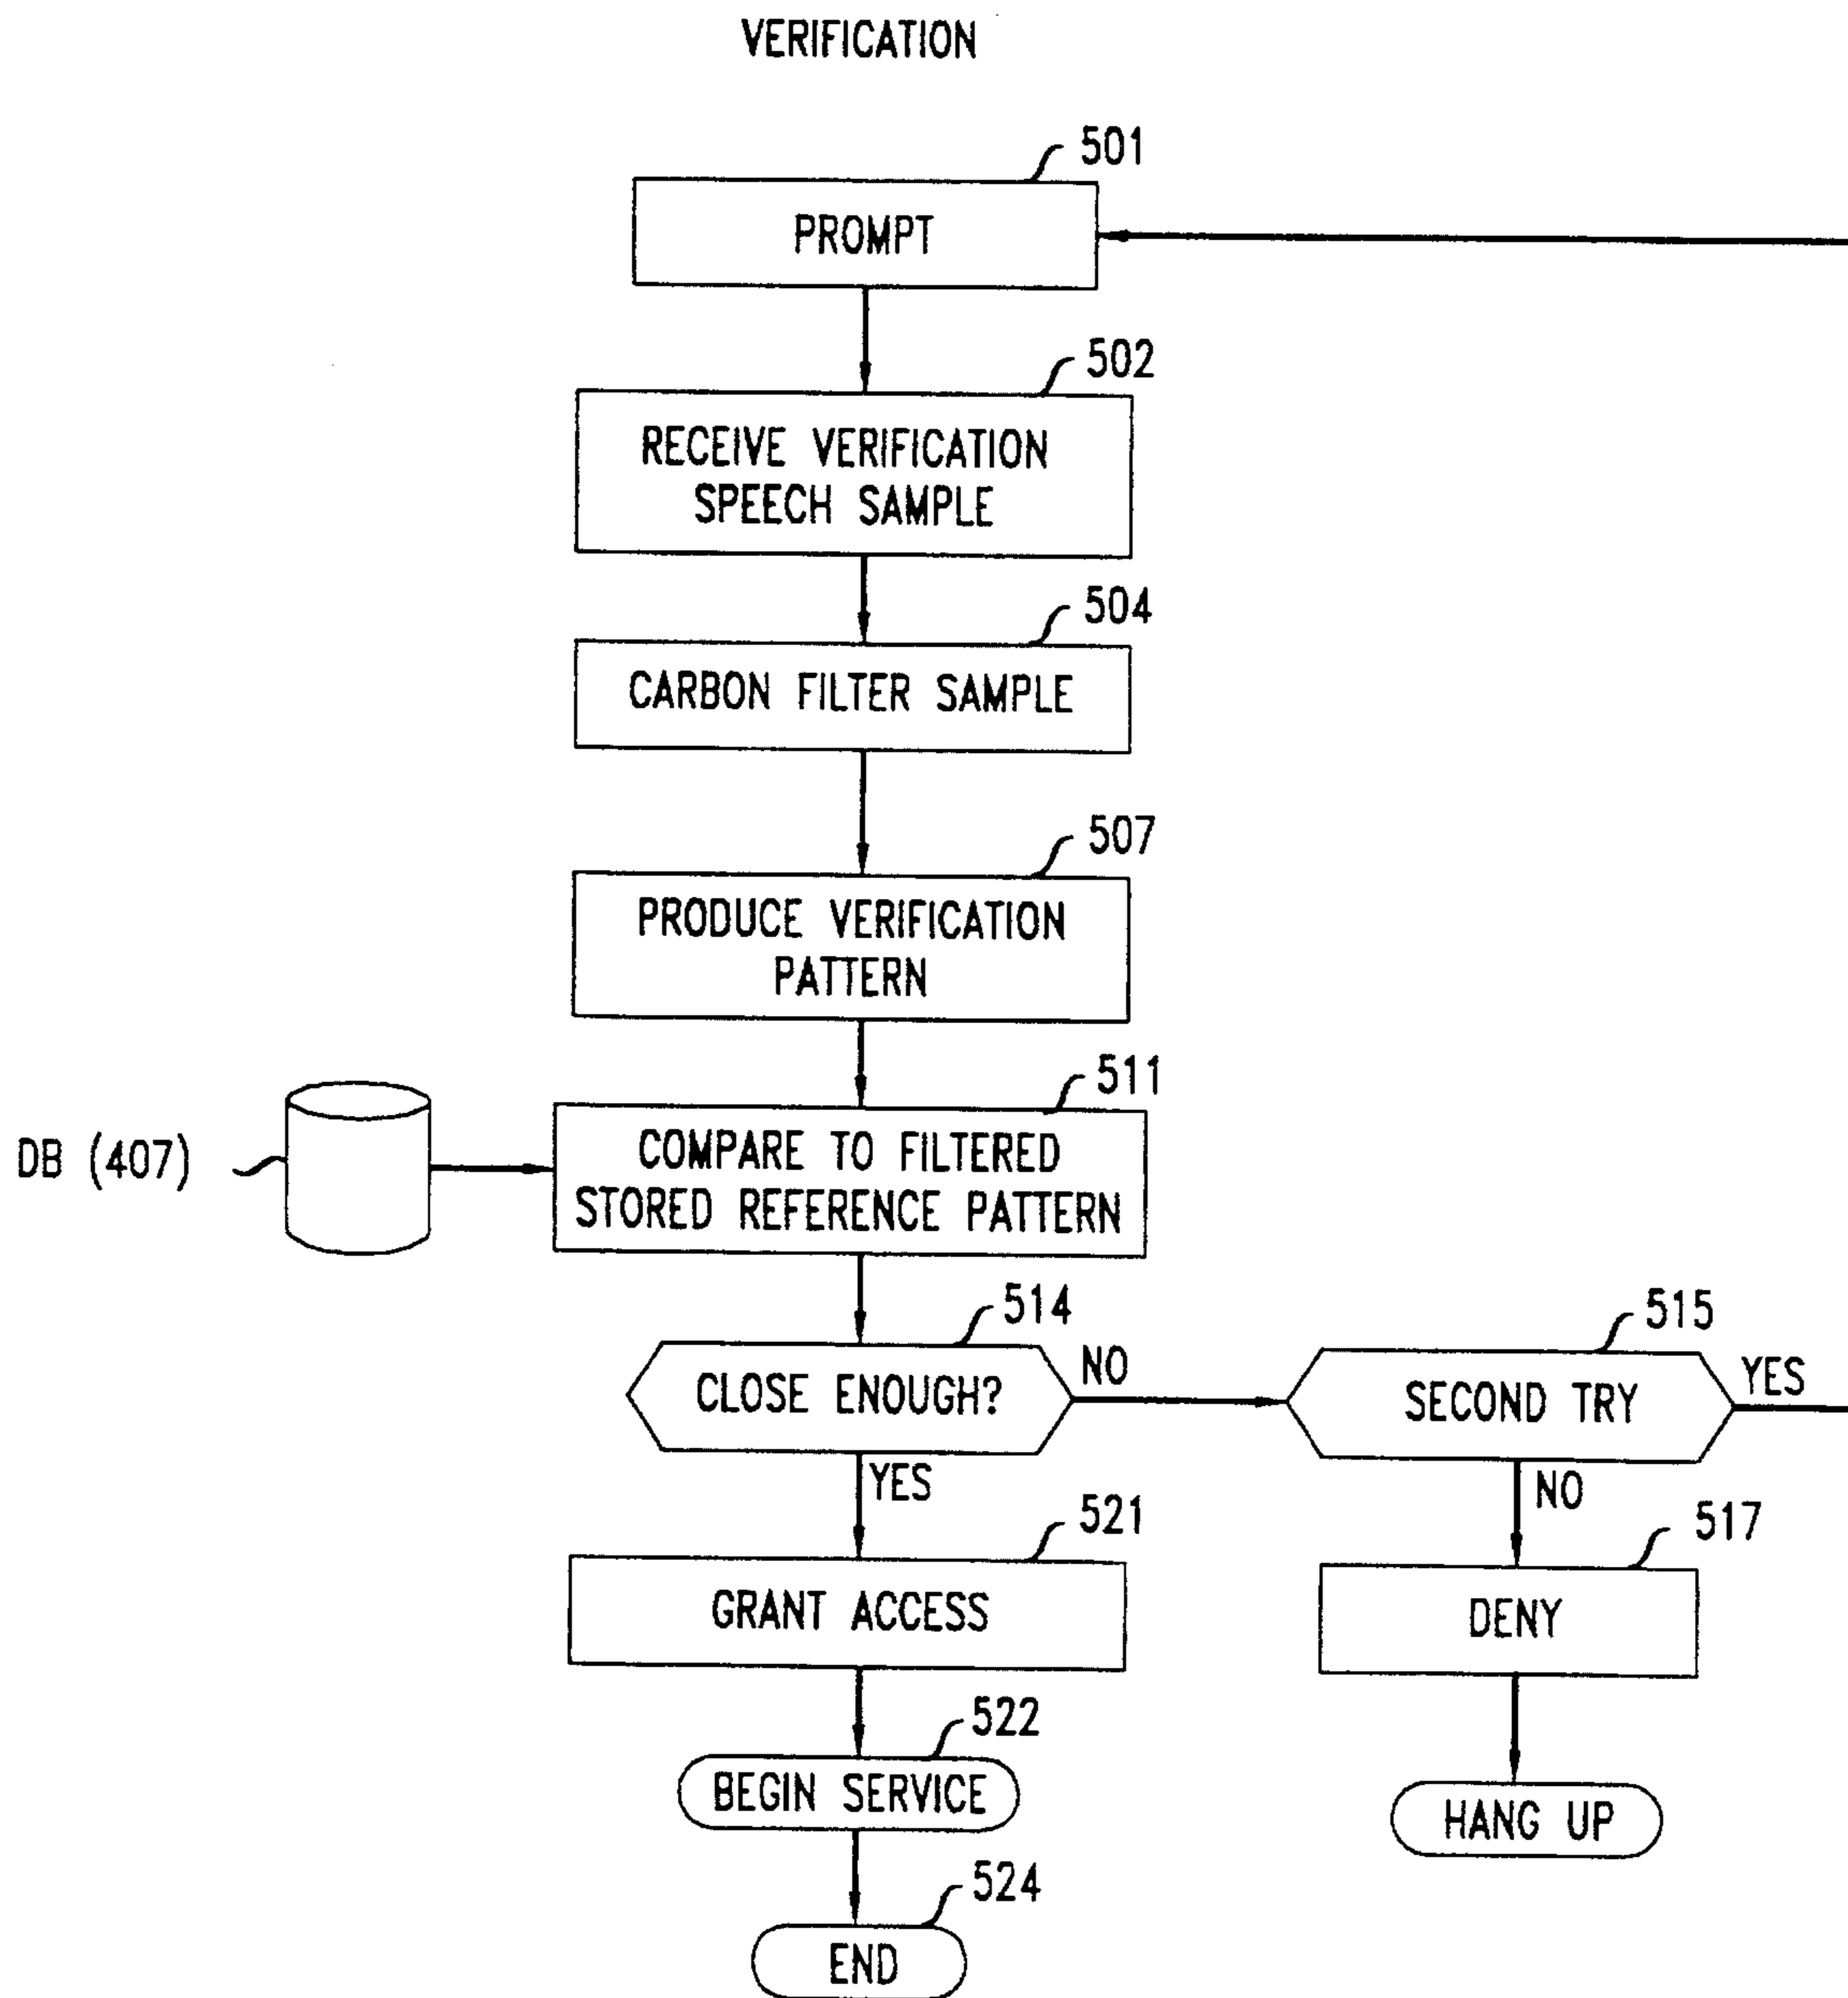 VERIFICATION
501
PROMPT
502
RECEIVE VERIFICATION
SPEECH SAMPLE
504
CARBON FILTER SAMPLE
507
PRODUCE VERIFICATION
PATTERN
511
DB (407)
COMPARE TO FILTERED
STORED REFERENCE PATTERN
514
CLOSE ENOUGH?
NO
515
SECOND TRY
YES
YES
NO
521
GRANT ACCESS
517
DENY
522
BEGIN SERVICE
HANG UP
524
END